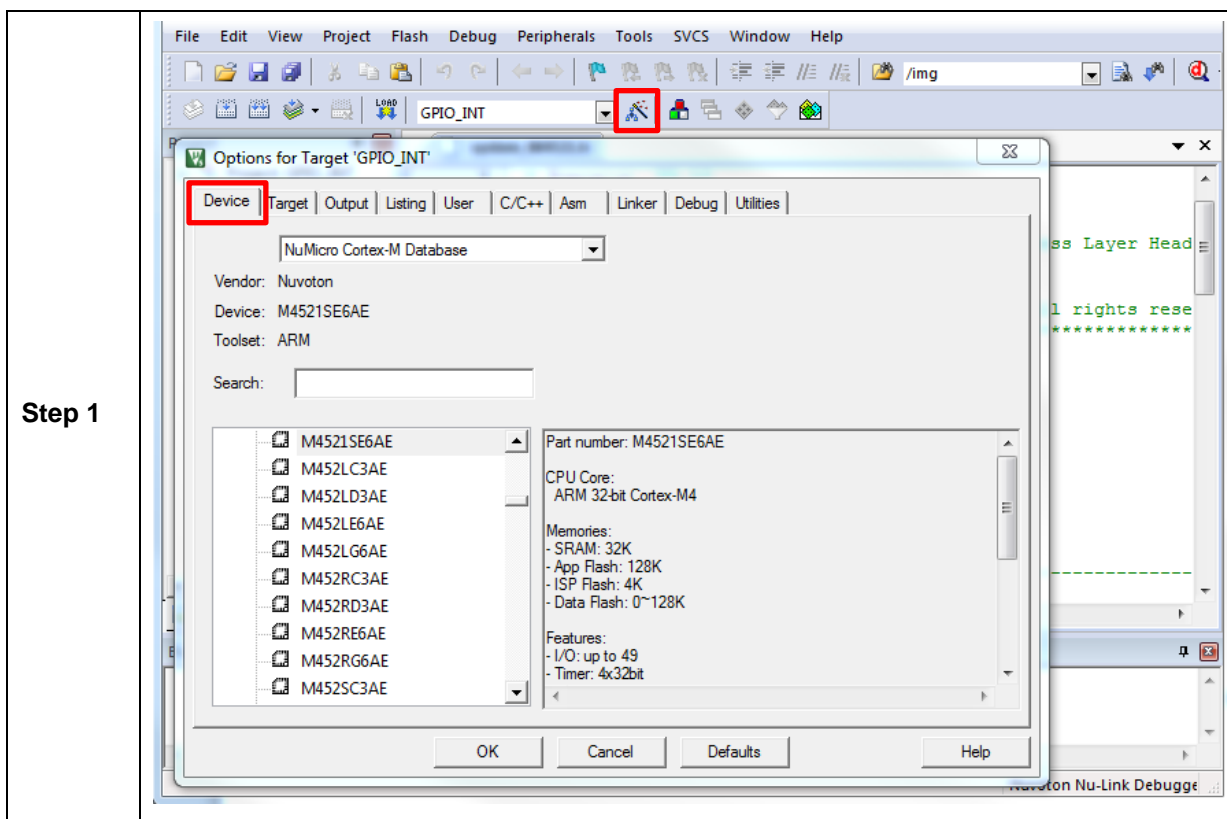 Step 1
File Edit View Project Flash Debug Peripherals Tools SVCS Window Help
/img
LOAD
GPIO_INT
Options for Target 'GPIO_INT'
Device Target Output Listing User C/C++ Asm Linker Debug Utilities
NuMicro Cortex-M Database
Vendor: Nuvoton
Device: M4521SE6AE
Toolset: ARM
Search:
M4521SE6AE
M452LC3AE
M452LD3AE
M452LE6AE
M452LG6AE
M452RC3AE
M452RD3AE
M452RE6AE
M452RG6AE
M452SC3AE
Part number: M4521SE6AE
CPU Core:
ARM 32-bit Cortex-M4
Memories:
- SRAM: 32K
- App Flash: 128K
- ISP Flash: 4K
- Data Flash: 0~128K
Features:
- I/O: up to 49
- Timer: 4x32bit
OK Cancel Defaults Help
ss Layer Head
l rights rese
*************
----------
Nuvoton Nu-Link Debugge